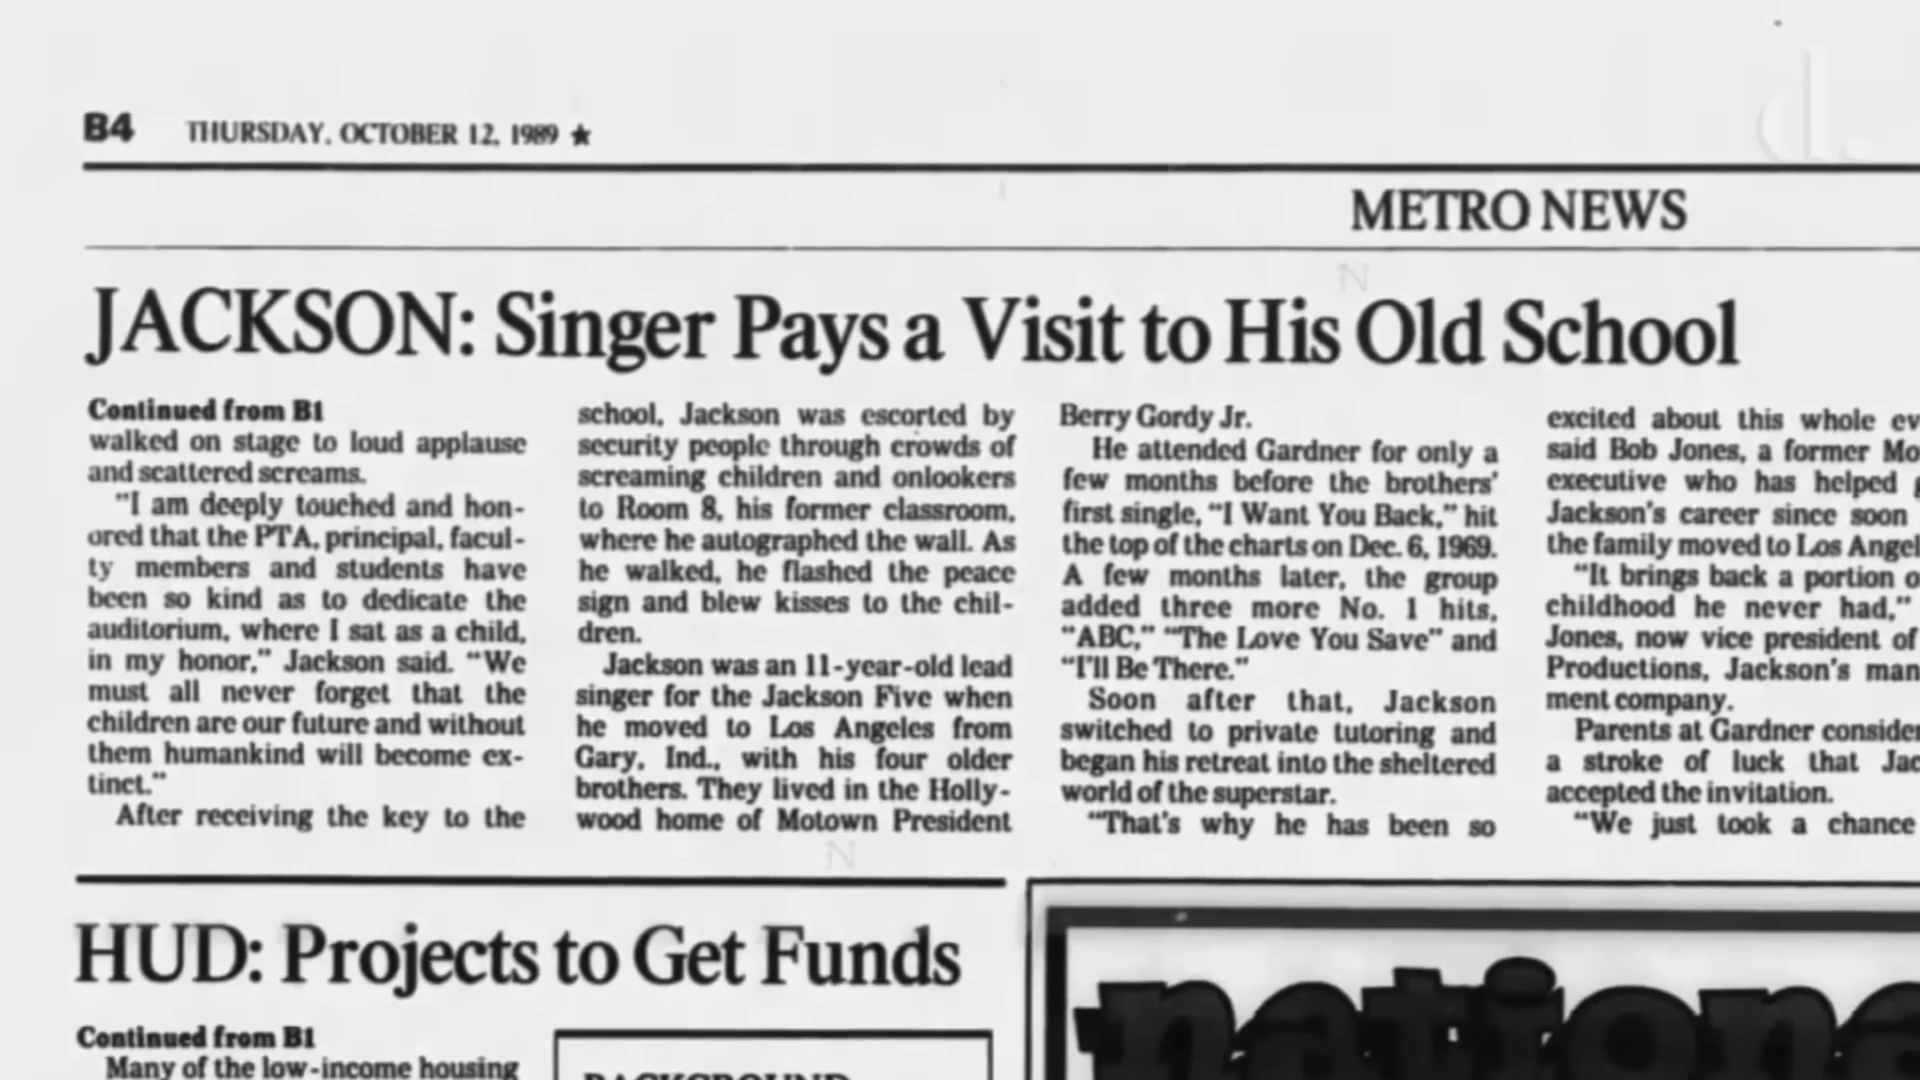 B4 THURSDAY, OCTOBER 12, 1989 ★
METRO NEWS
JACKSON: Singer Pays a Visit to His Old School
Continued from B1
walked on stage to loud applause
and scattered screams.
“I am deeply touched and hon-
ored that the PTA, principal, facul-
ty members and students have
been so kind as to dedicate the
auditorium, where I sat as a child,
in my honor,” Jackson said. “We
must all never forget that the
children are our future and without
them humankind will become ex-
tinct.”
After receiving the key to the
school, Jackson was escorted by
security people through crowds of
screaming children and onlookers
to Room 8, his former classroom,
where he autographed the wall. As
he walked, he flashed the peace
sign and blew kisses to the chil-
dren.
Jackson was an 11-year-old lead
singer for the Jackson Five when
he moved to Los Angeles from
Gary, Ind., with his four older
brothers. They lived in the Holly-
wood home of Motown President
Berry Gordy Jr.
He attended Gardner for only a
few months before the brothers’
first single, “I Want You Back,” hit
the top of the charts on Dec. 6, 1969.
A few months later, the group
added three more No. 1 hits,
“ABC,” “The Love You Save” and
“I’ll Be There.”
Soon after that, Jackson
switched to private tutoring and
began his retreat into the sheltered
world of the superstar.
“That’s why he has been so
excited about this whole ev
said Bob Jones, a former Mo
executive who has helped g
Jackson’s career since soon
the family moved to Los Angel
“It brings back a portion o
childhood he never had,”
Jones, now vice president of
Productions, Jackson’s man
ment company.
Parents at Gardner consider
a stroke of luck that Jac
accepted the invitation.
“We just took a chance
HUD: Projects to Get Funds
Continued from B1
Many of the low-income housing
BACKGROUND
nationa
d.